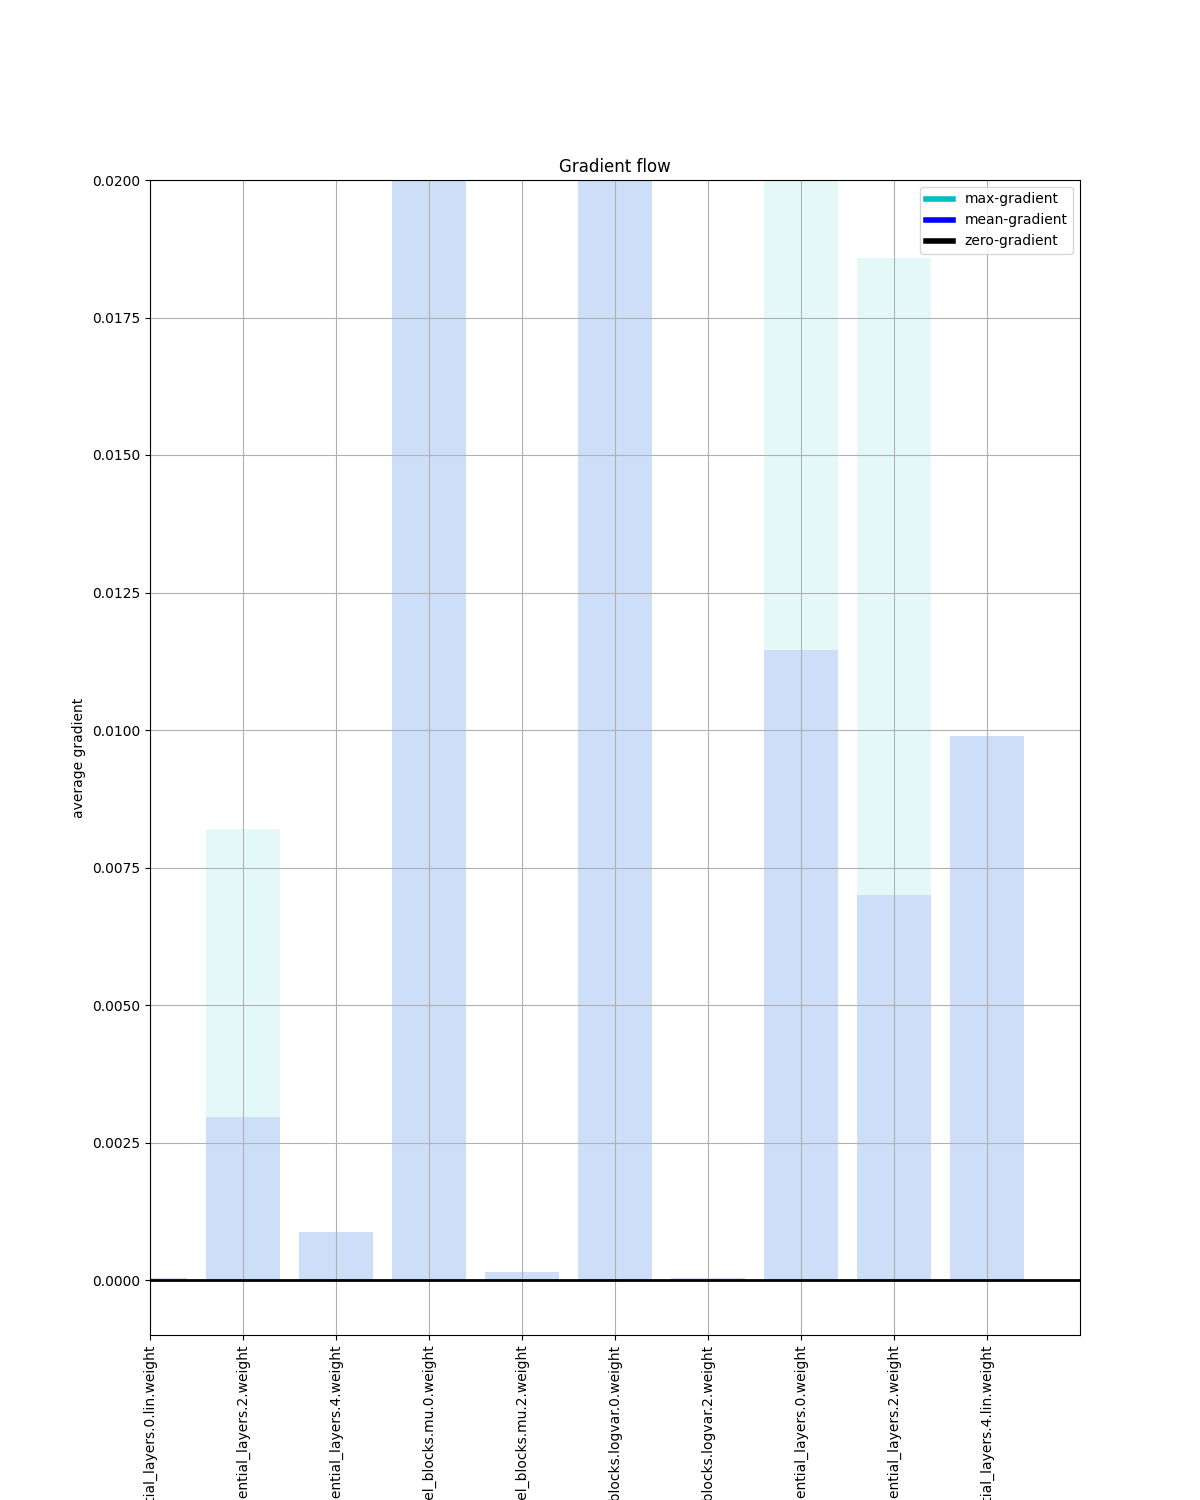 Gradient flow
max-gradient
mean-gradient
zero-gradient
average gradient
0.0200
0.0175
0.0150
0.0125
0.0100
0.0075
0.0050
0.0025
0.0000
tial_layers.0.lin.weight
ential_layers.2.weight
ential_layers.4.weight
el_blocks.mu.0.weight
el_blocks.mu.2.weight
blocks.logvar.0.weight
blocks.logvar.2.weight
ential_layers.0.weight
ential_layers.2.weight
tial_layers.4.lin.weight